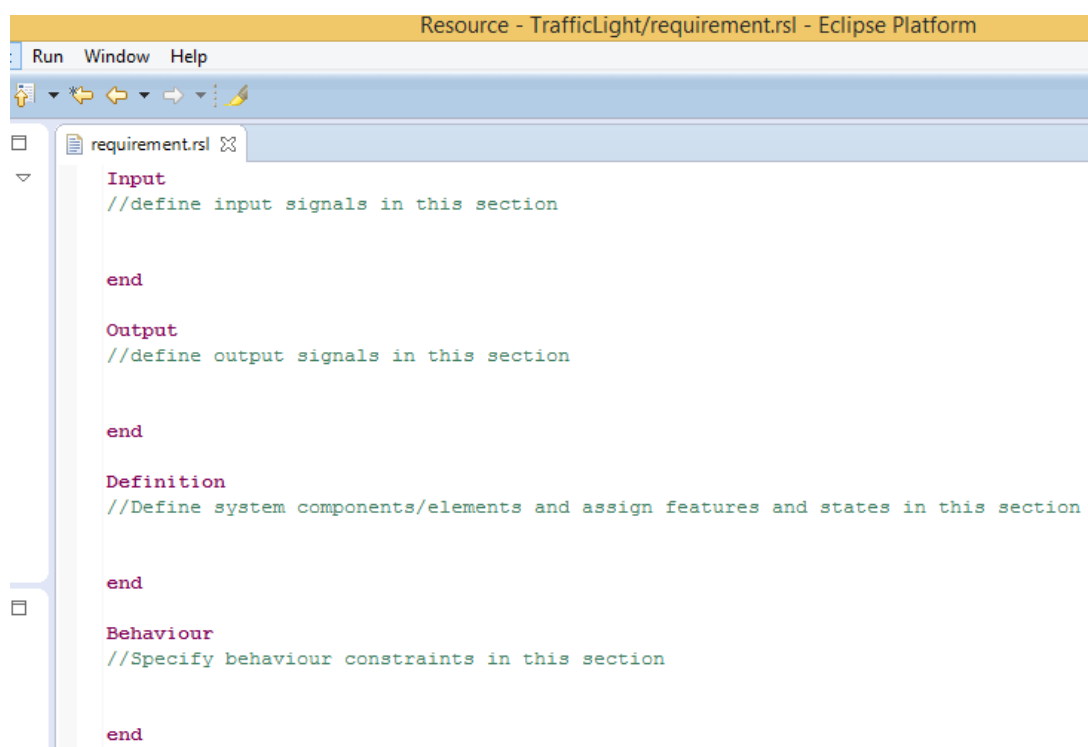 Resource - TrafficLight/requirement.rsl - Eclipse Platform
Run Window Help
requirement.rsl
Input
//define input signals in this section
end
Output
//define output signals in this section
end
Definition
//Define system components/elements and assign features and states in this section
end
Behaviour
//Specify behaviour constraints in this section
end